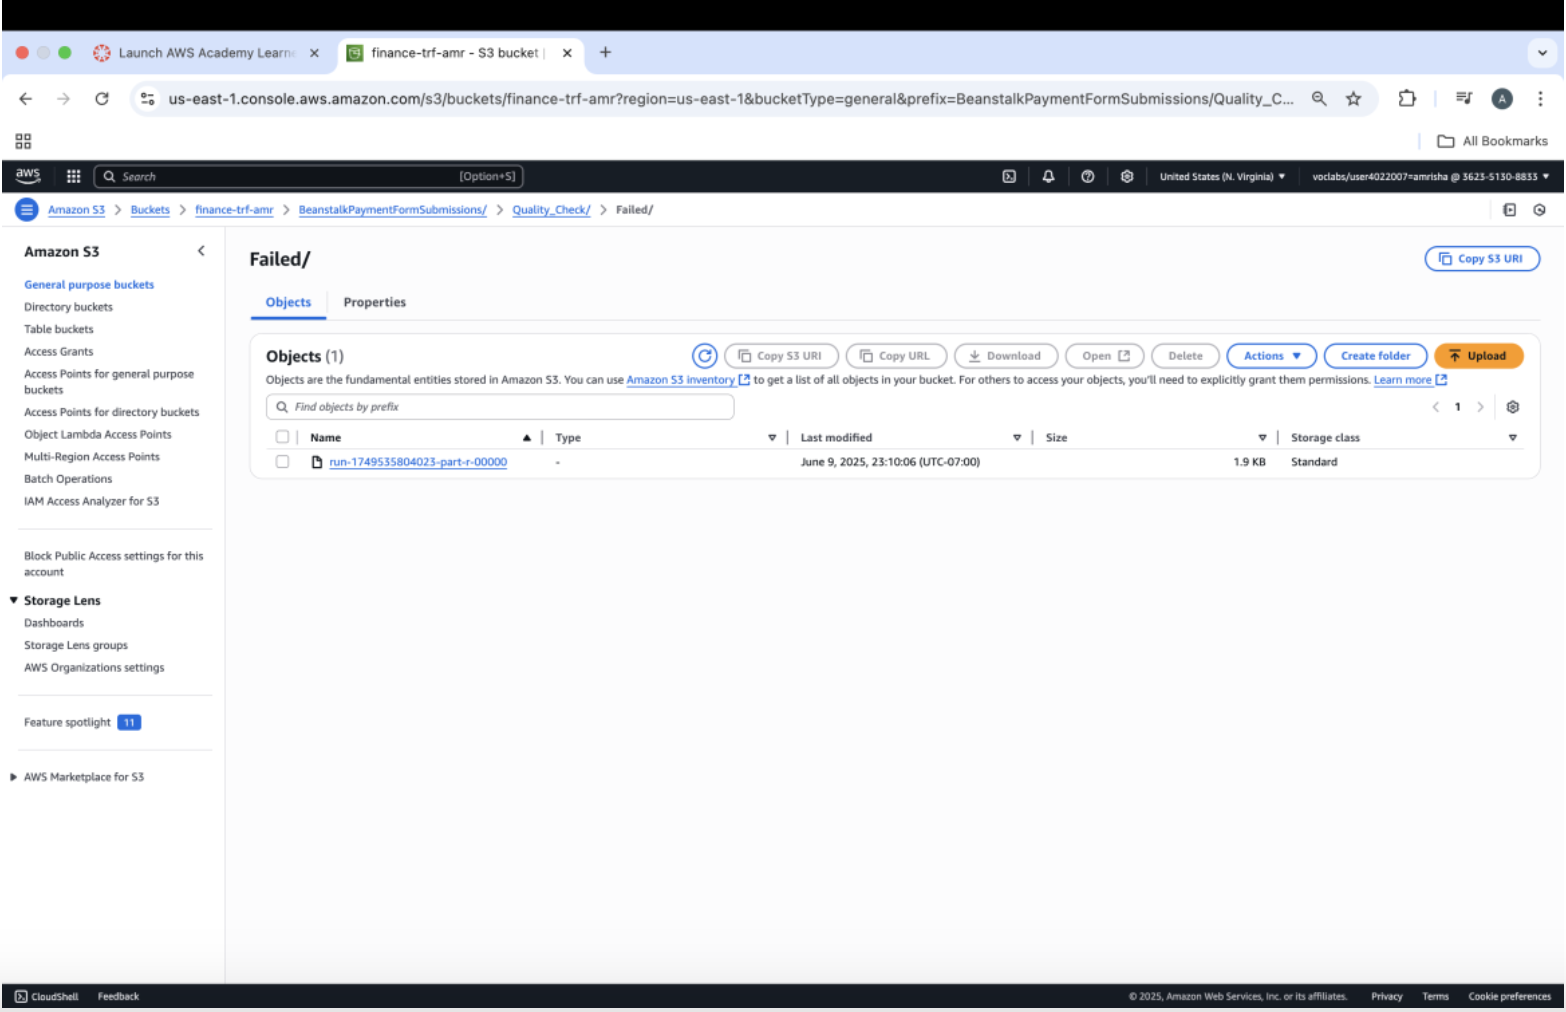 Launch AWS Academy Learne
finance-trf-amr - S3 bucket |
us-east-1.console.aws.amazon.com/s3/buckets/finance-trf-amr?region=us-east-1&bucketType=general&prefix=BeanstalkPaymentFormSubmissions/Quality_C...
A
All Bookmarks
aws
Search
[Option+S]
United States (N. Virginia)
voclabs/user4022007=amrisha @ 3623-5130-8833
Amazon S3 > Buckets > finance-trf-amr > BeanstalkPaymentFormSubmissions/ > Quality_Check/ > Failed/
Amazon S3
General purpose buckets
Directory buckets
Table buckets
Access Grants
Access Points for general purpose
buckets
Access Points for directory buckets
Object Lambda Access Points
Multi-Region Access Points
Batch Operations
IAM Access Analyzer for S3
Block Public Access settings for this
account
Storage Lens
Dashboards
Storage Lens groups
AWS Organizations settings
Feature spotlight 11
AWS Marketplace for S3
Failed/
Copy S3 URI
Objects
Properties
Objects (1)
Copy S3 URI
Copy URL
Download
Open
Delete
Actions
Create folder
Upload
Objects are the fundamental entities stored in Amazon S3. You can use Amazon S3 inventory to get a list of all objects in your bucket. For others to access your objects, you'll need to explicitly grant them permissions. Learn more
Find objects by prefix
1
Name Type Last modified Size Storage class
run-1749535804023-part-r-00000 - June 9, 2025, 23:10:06 (UTC-07:00) 1.9 KB Standard
CloudShell
Feedback
© 2025, Amazon Web Services, Inc. or its affiliates.
Privacy
Terms
Cookie preferences